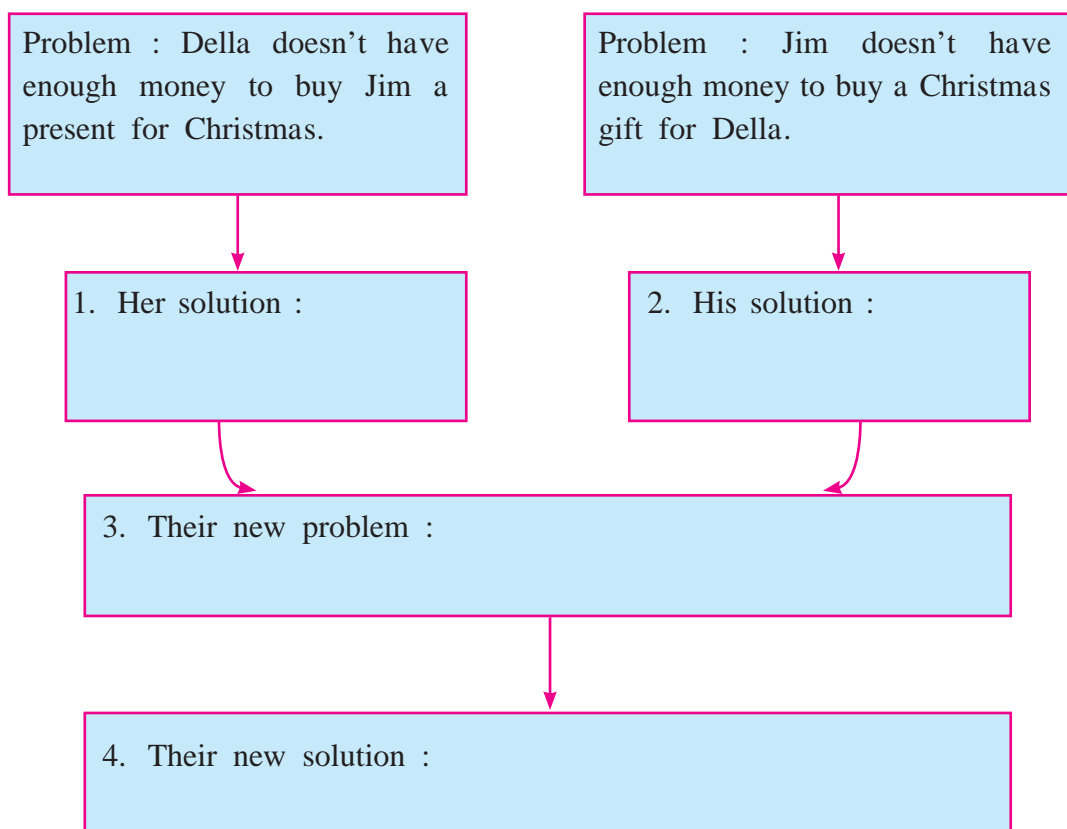 Problem : Della doesn’t have
enough money to buy Jim a
present for Christmas.
Problem : Jim doesn’t have
enough money to buy a Christmas
gift for Della.
1. Her solution :
2. His solution :
3. Their new problem :
4. Their new solution :